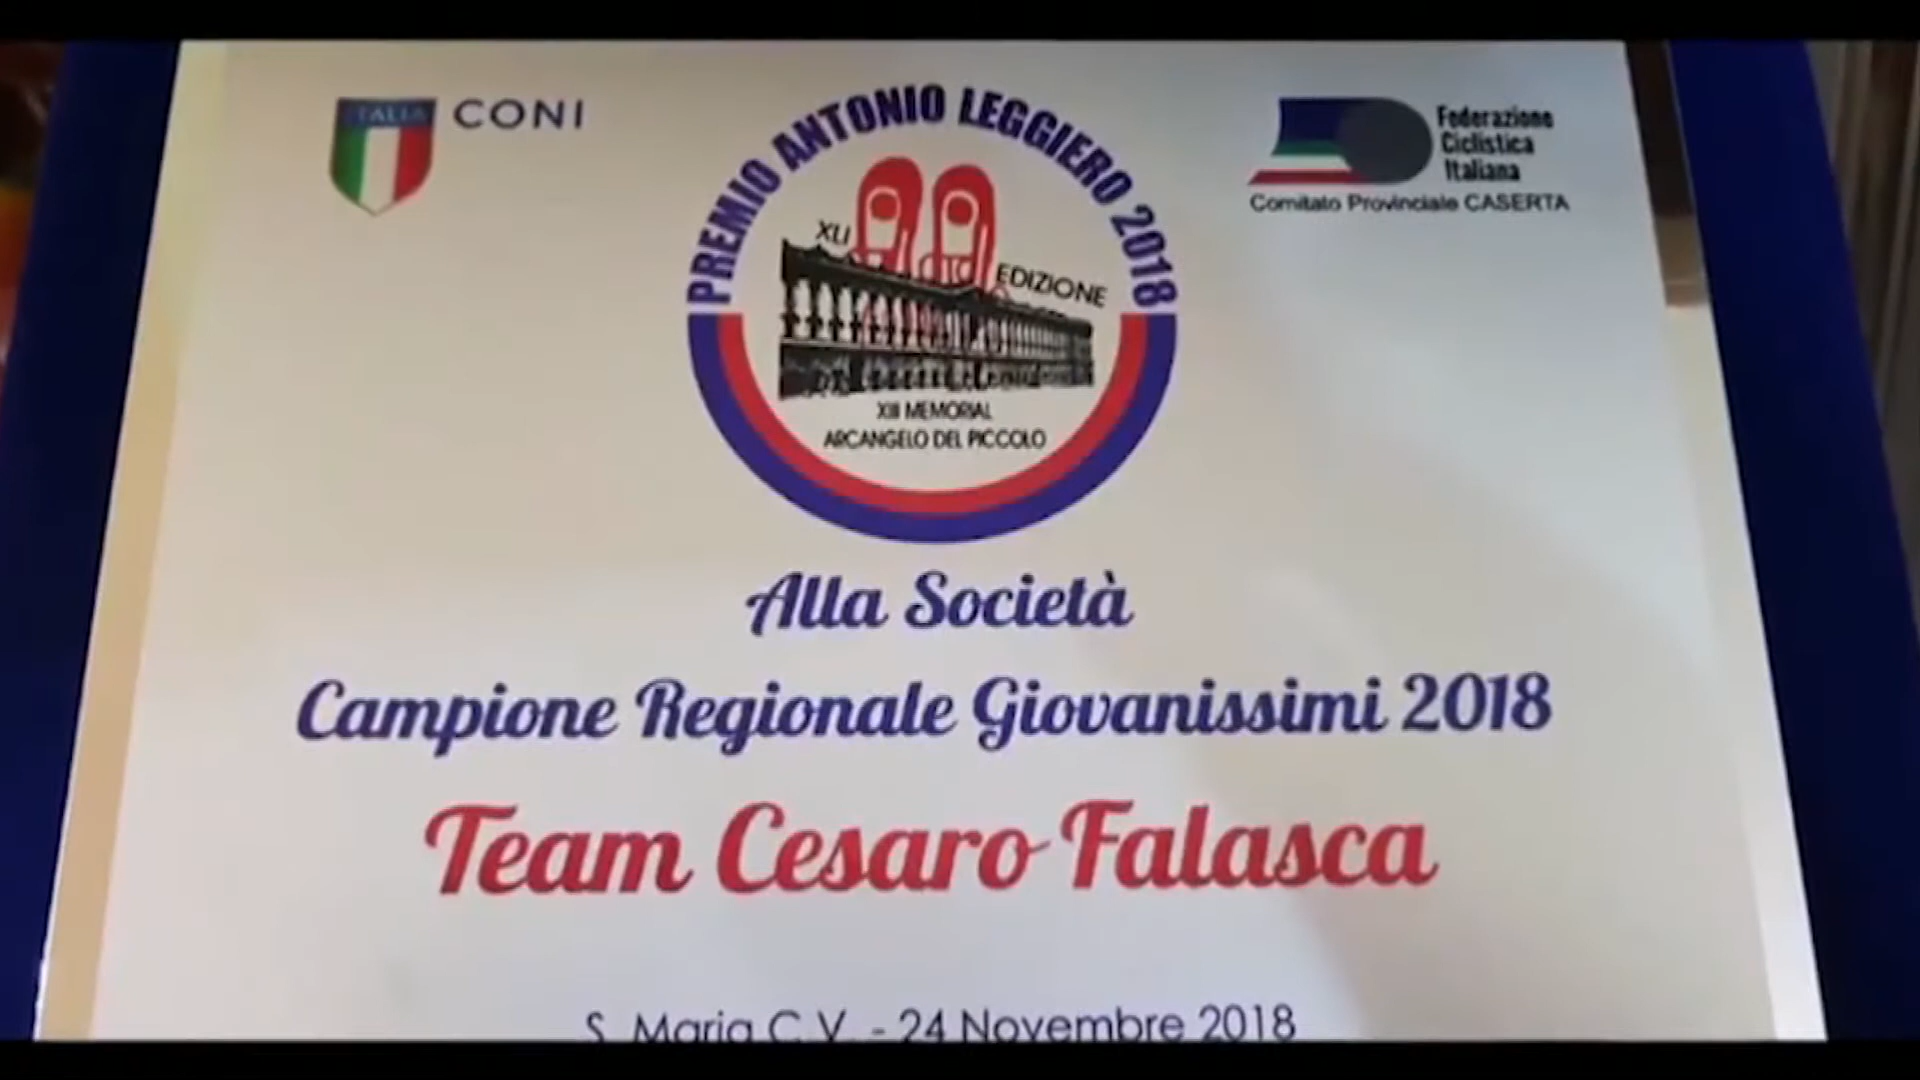 ITALIA
CONI
PREMIO ANTONIO LEGGIERO 2018
XLI
EDIZIONE
XIII MEMORIAL
ARCANGELO DEL PICCOLO
Federazione
Ciclistica
Italiana
Comitato Provinciale CASERTA
Alla Società
Campione Regionale Giovanissimi 2018
Team Cesaro Falasca
S. Maria C.V. - 24 Novembre 2018